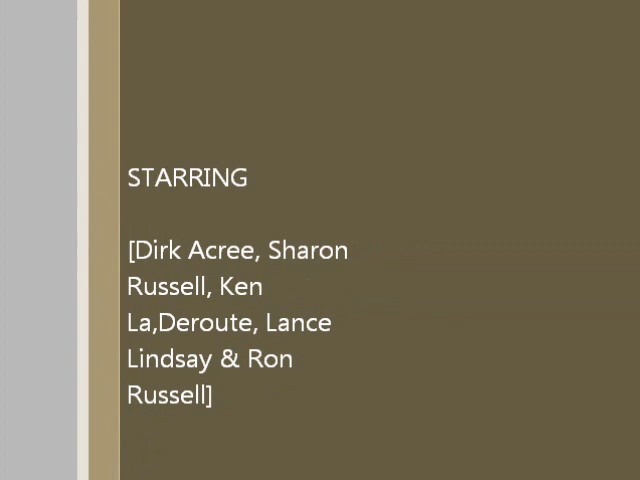 STARRING
[Dirk Acree, Sharon
Russell, Ken
La,Deroute, Lance
Lindsay & Ron
Russell]